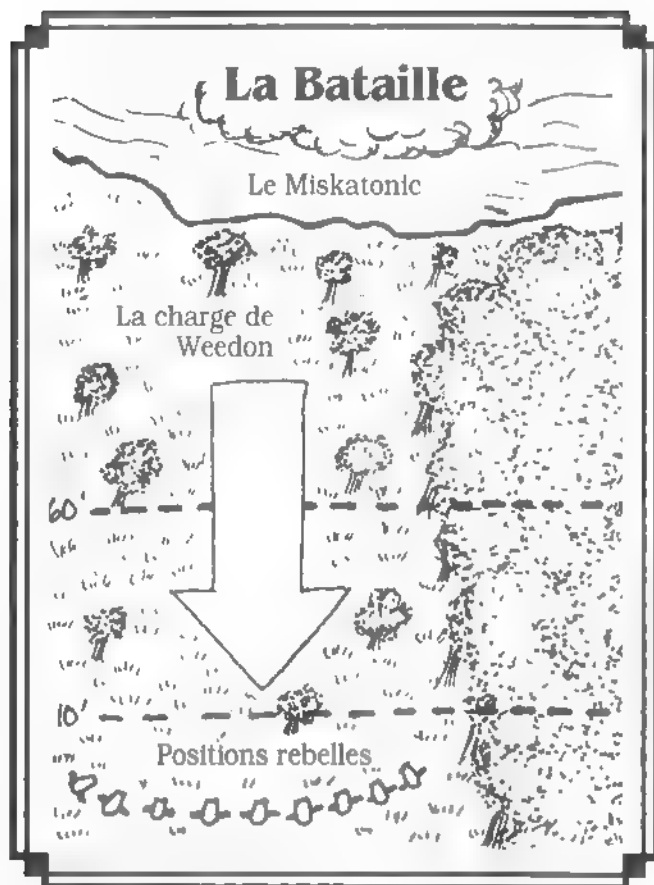 La Bataille
Le Miskatonic
La charge de
Weedon
60'
10'
Positions rebelles